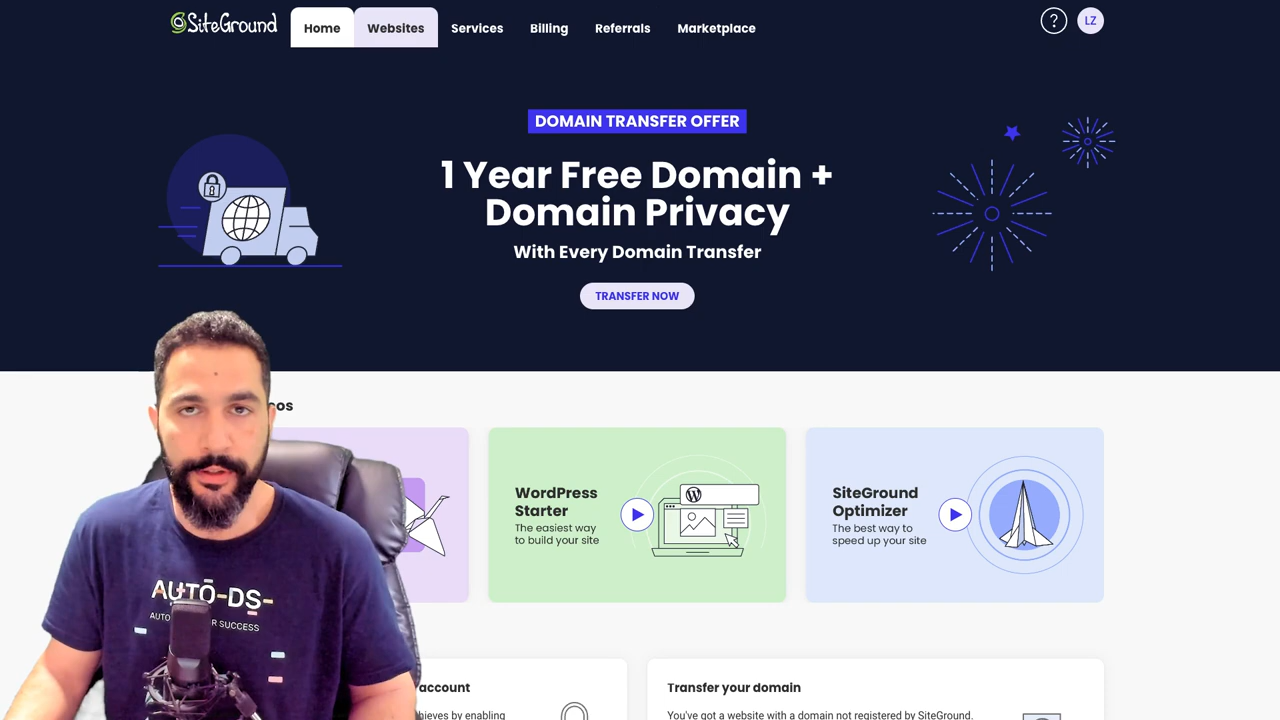 SiteGround
Home
Websites
Services
Billing
Referrals
Marketplace
?
LZ
DOMAIN TRANSFER OFFER
1 Year Free Domain +
Domain Privacy
With Every Domain Transfer
TRANSFER NOW
WordPress
Starter
The easiest way
to build your site
SiteGround
Optimizer
The best way to
speed up your site
AUTO-DS-
SUCCESS
account
by enabling
Transfer your domain
You've got a website with a domain not registered by SiteGround.